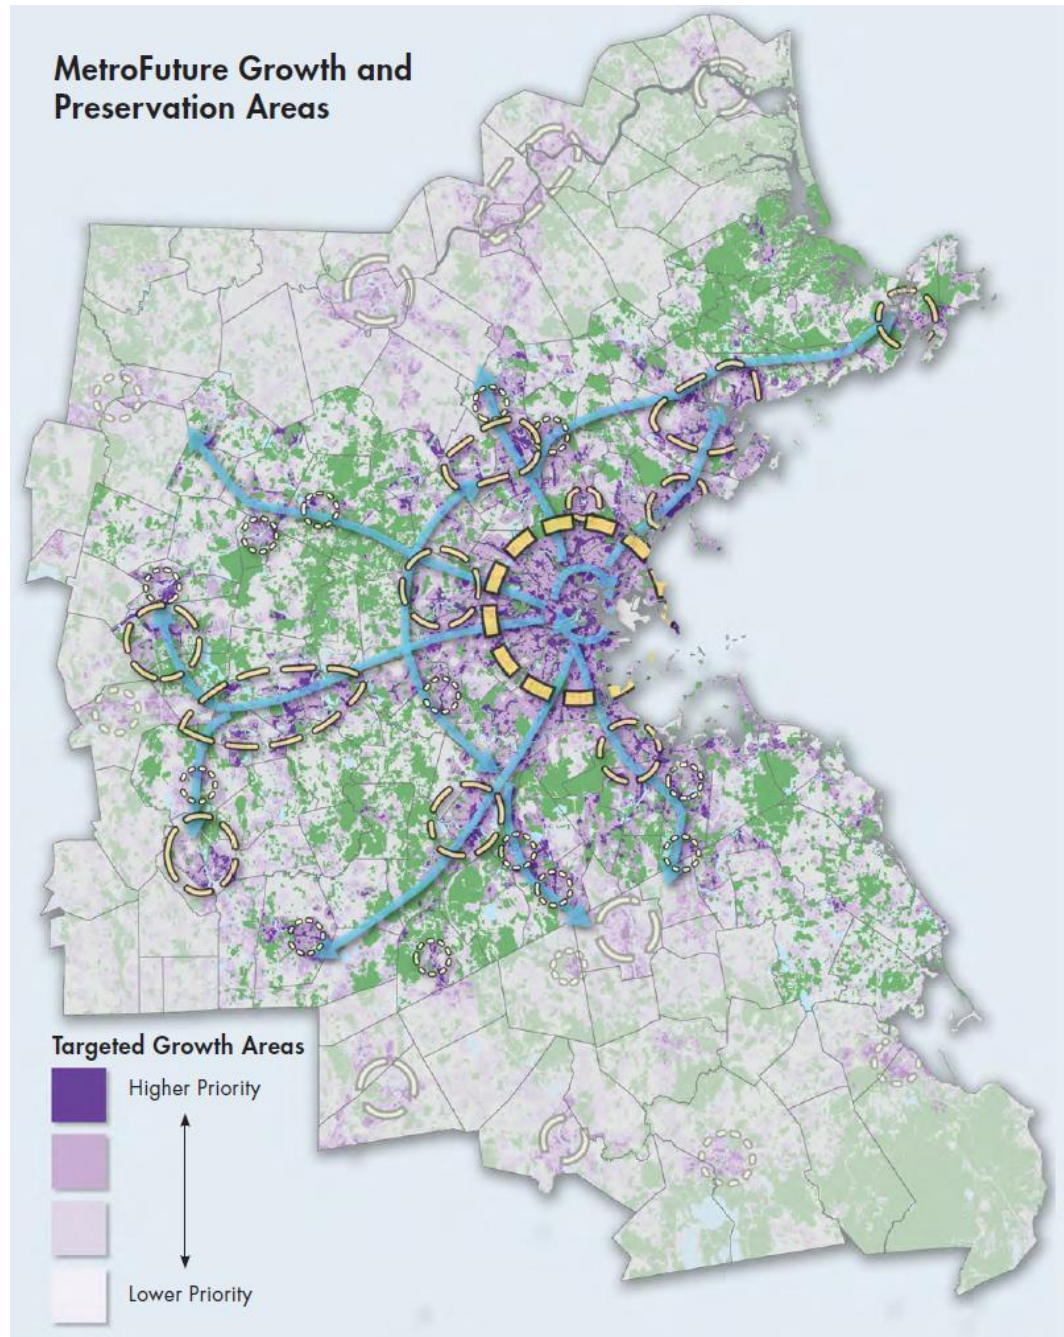 MetroFuture Growth and
Preservation Areas
Targeted Growth Areas
Higher Priority
Lower Priority